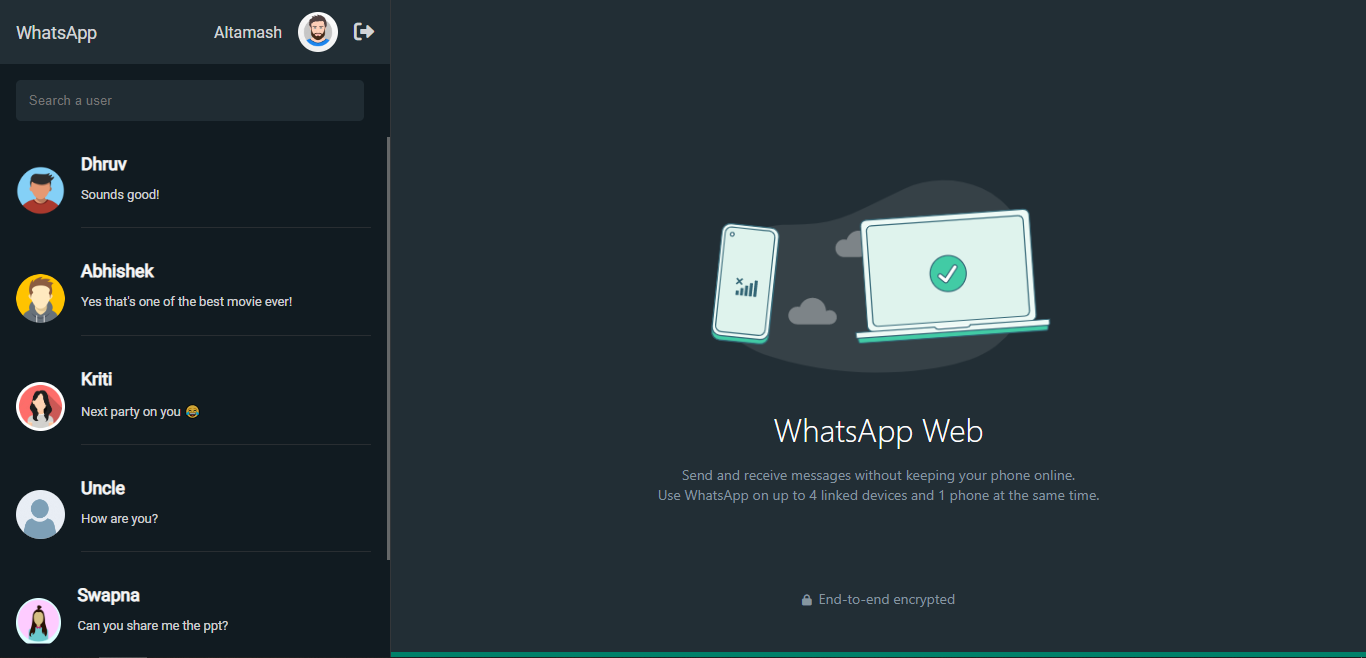 WhatsApp
Altamash
Search a user
Dhruv
Sounds good!
Abhishek
Yes that's one of the best movie ever!
Kriti
Next party on you 😂
Uncle
How are you?
Swapna
Can you share me the ppt?
WhatsApp Web
Send and receive messages without keeping your phone online.
Use WhatsApp on up to 4 linked devices and 1 phone at the same time.
End-to-end encrypted